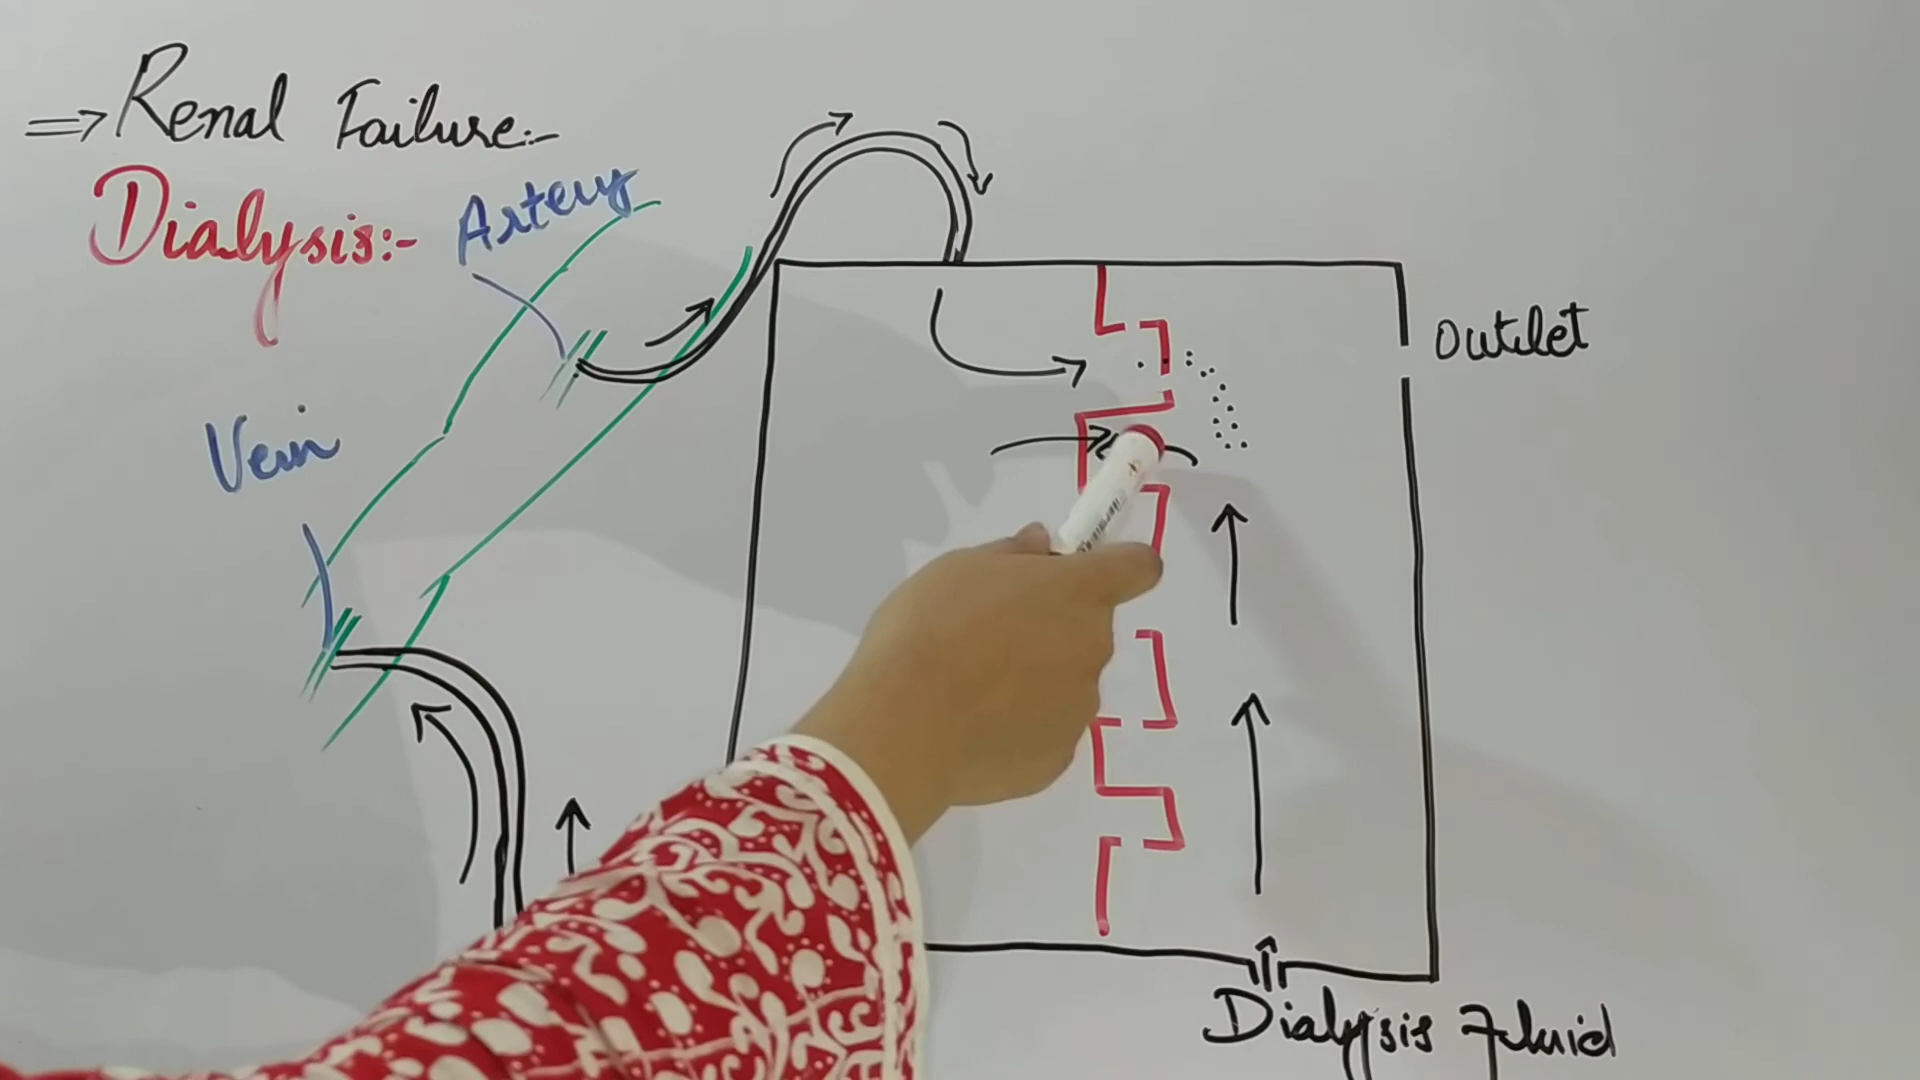 ⇒ Renal Failure:-
Dialysis:-
Artery
Vein
Outlet
Dialysis Fluid